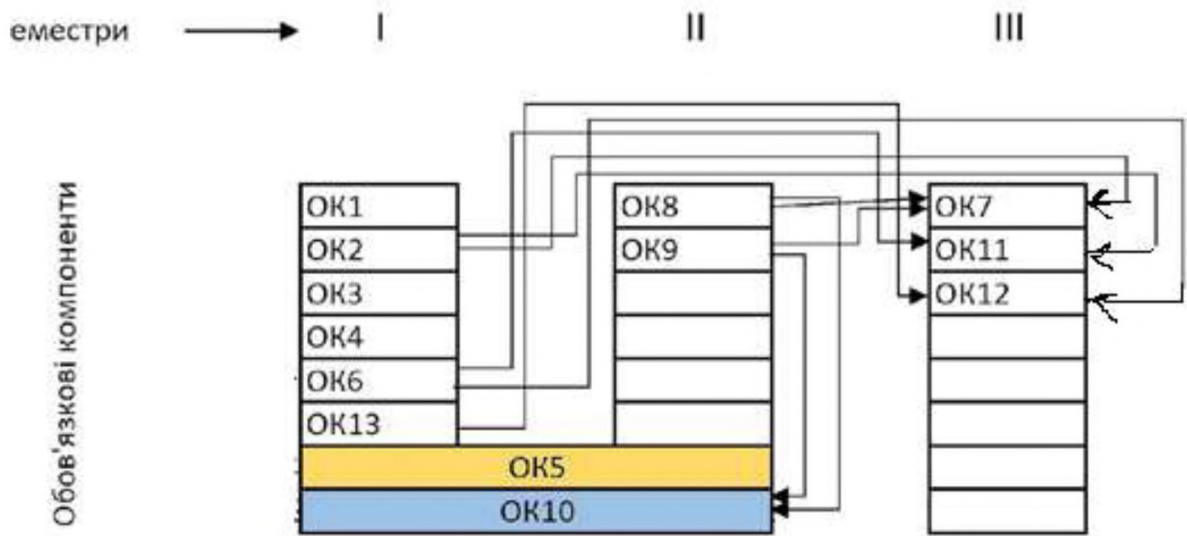 еместри I II III
Обов'язкові компоненти
ОК1 ОК8 ОК7
ОК2 ОК9 ОК11
ОК3 ОК12
ОК4
ОК6
ОК13
ОК5
ОК10